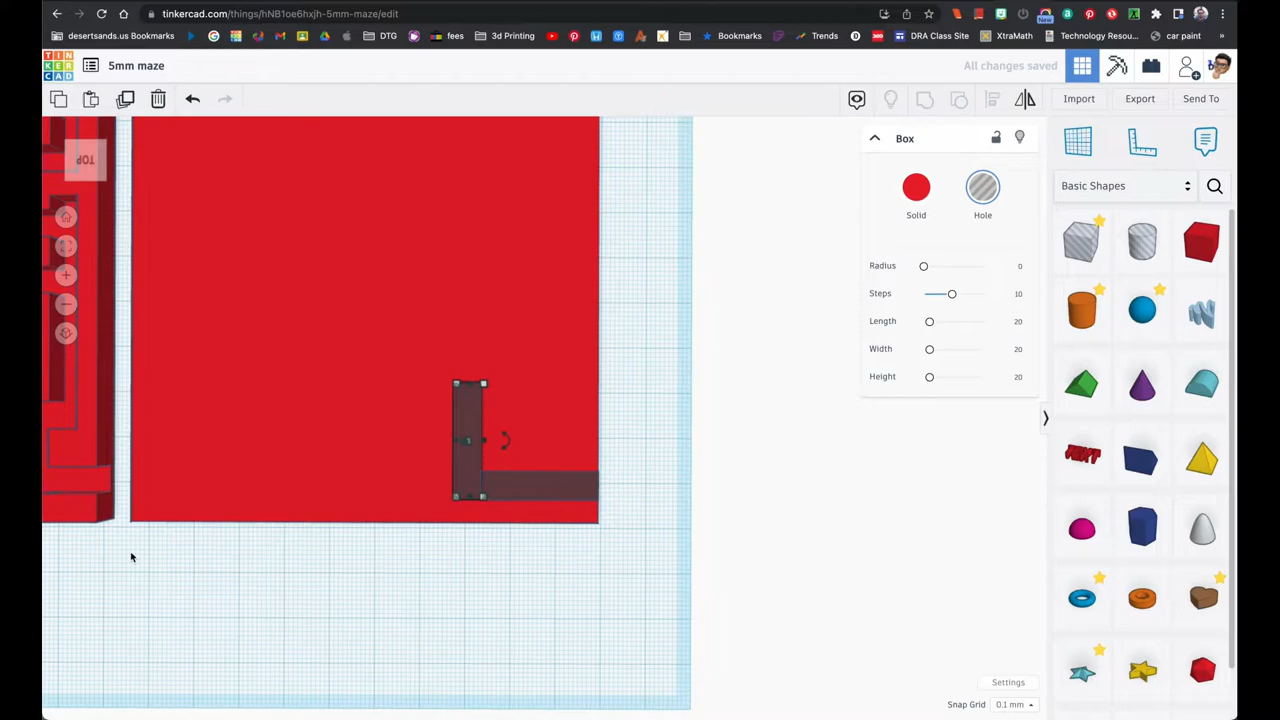 tinkercad.com/things/hNB1oe6hxjh-5mm-maze/edit
New
desertsands.us Bookmarks
DTG
fees
3d Printing
Bookmarks
Trends
DRA Class Site
XtraMath
Technology Resou...
car paint
TIN
KER
CAD
5mm maze
All changes saved
Import
Export
Send To
TOP
Box
Solid
Hole
Radius 0
Steps 10
Length 20
Width 20
Height 20
Basic Shapes
TEXT
Settings
Snap Grid 0.1 mm